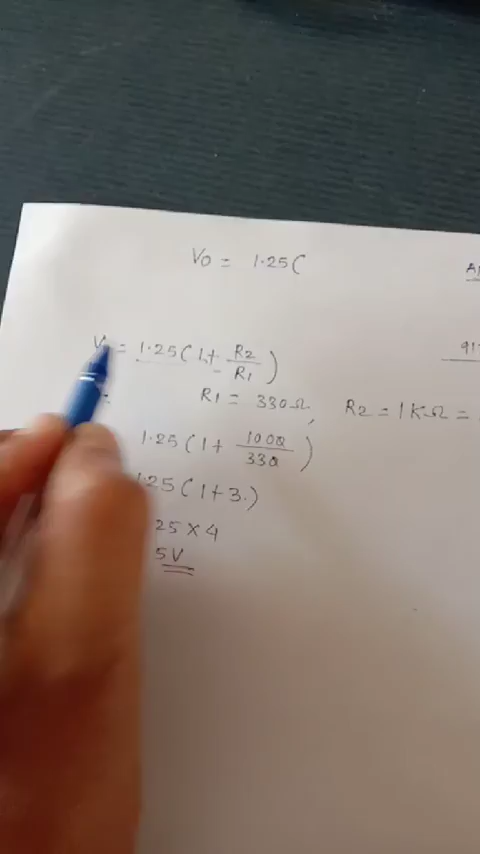 Vo = 1.25(
V = 1.25(1+ R2/R1)
R1 = 330Ω, R2 = 1KΩ =
1.25(1+ 1000/330)
1.25(1+3.)
25×4
5V